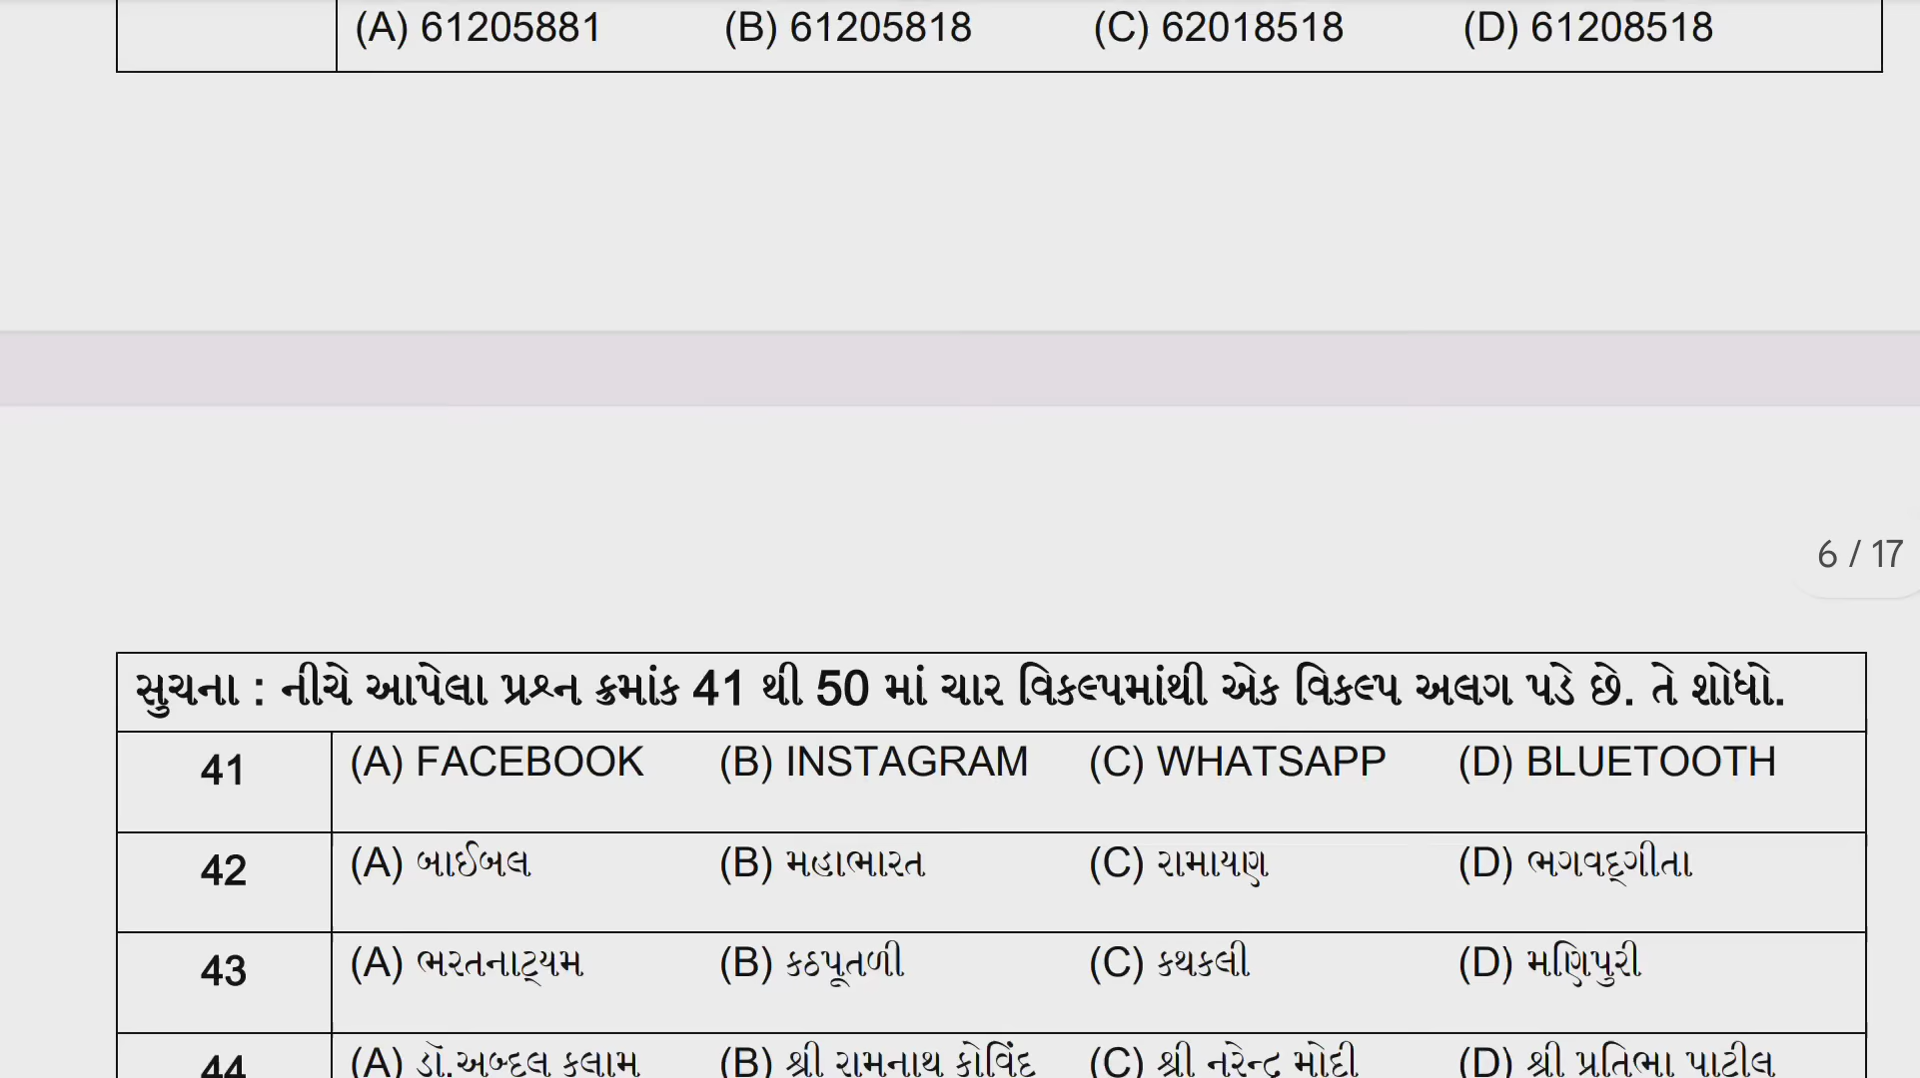 (A) 61205881 (B) 61205818 (C) 62018518 (D) 61208518
6 / 17
સુચના : નીચે આપેલા પ્રશ્ન ક્રમાંક 41 થી 50 માં ચાર વિકલ્પમાંથી એક વિકલ્પ અલગ પડે છે. તે શોધો.
41 (A) FACEBOOK (B) INSTAGRAM (C) WHATSAPP (D) BLUETOOTH
42 (A) બાઈબલ (B) મહાભારત (C) રામાયણ (D) ભગવદ્ગીતા
43 (A) ભરતનાટ્યમ (B) કઠપૂતળી (C) કથકલી (D) મણિપુરી
44 (A) ડૉ.અબ્દુલ કલામ (B) શ્રી રામનાથ કોવિંદ (C) શ્રી નરેન્દ્ર મોદી (D) શ્રી પ્રતિભા પાટીલ